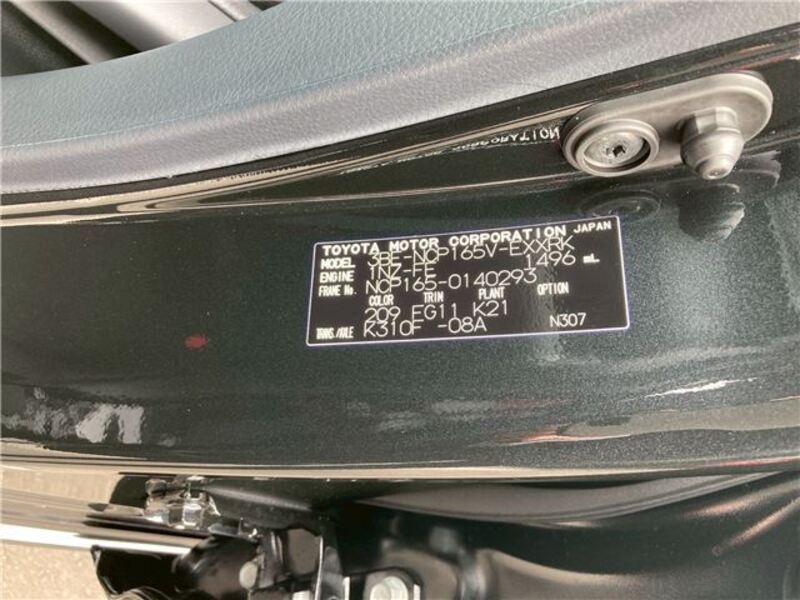 TOYOTA MOTOR CORPORATION JAPAN
MODEL 3BE-NCP165V-EXXRK
ENGINE 1NZ-FE 1496 mL
FRAME No. NCP165-0140293
COLOR TRIM PLANT OPTION
209 FG11 K21
TRANS./AXLE K310F -08A N307